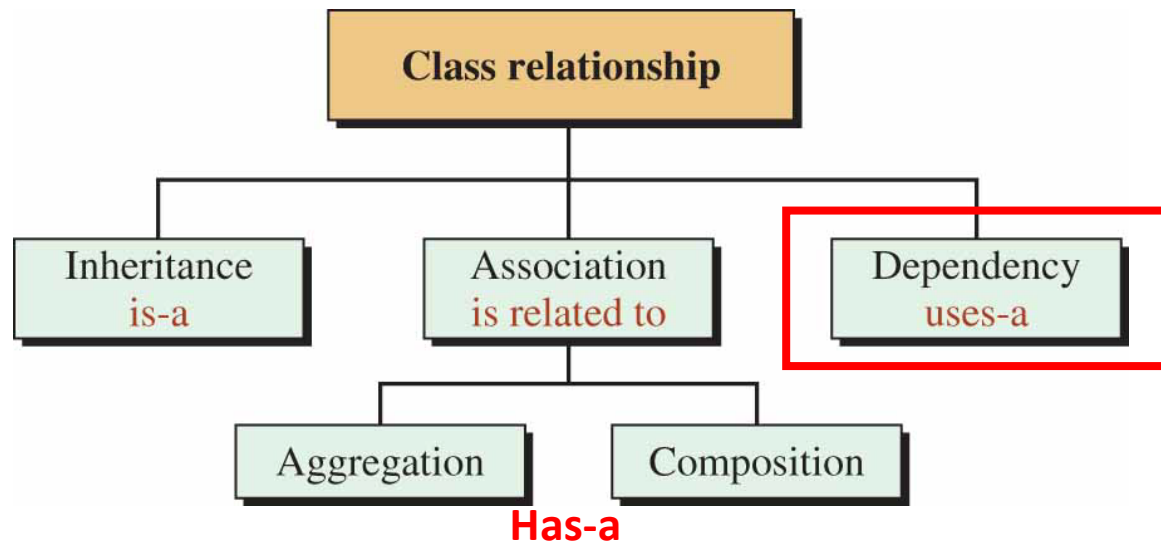 Class relationship
Inheritance
is-a
Association
is related to
Dependency
uses-a
Aggregation
Composition
Has-a